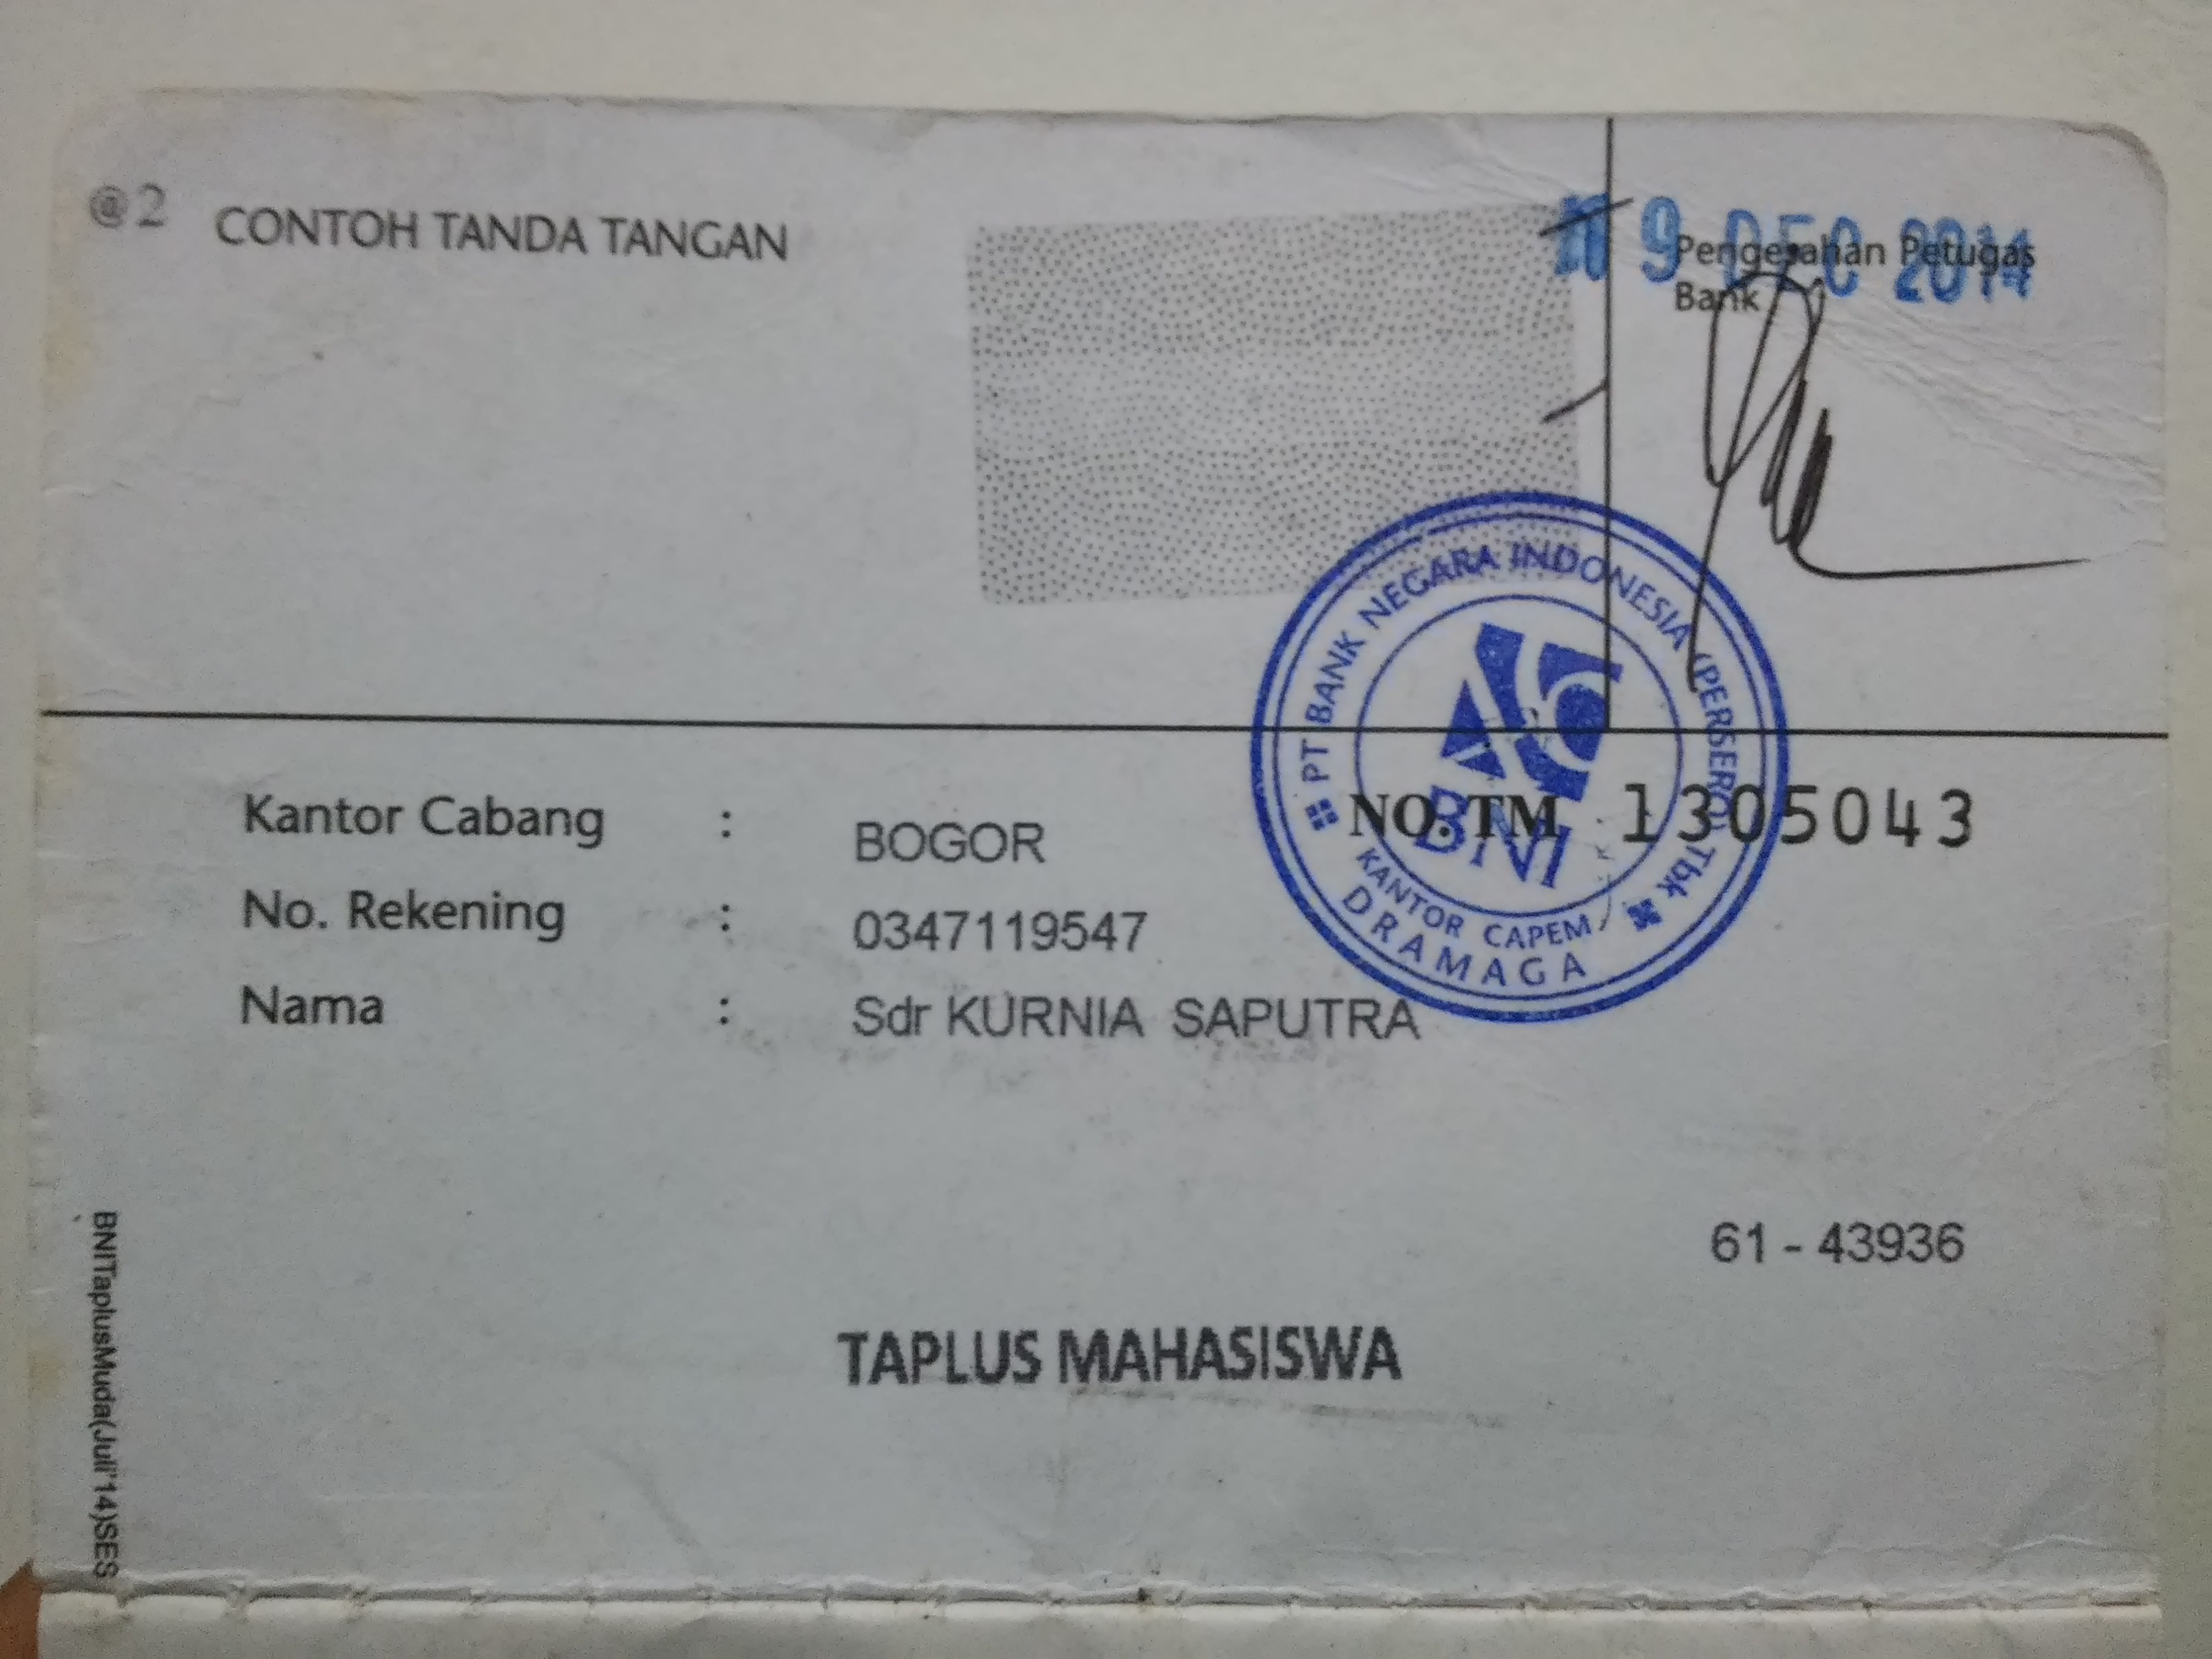 @2 CONTOH TANDA TANGAN
9 DEC 2014
Pengesahan Petugas
Bank
PT BANK NEGARA INDONESIA (PERSERO) Tbk
BNI
KANTOR CAPEM
DRAMAGA
Kantor Cabang : BOGOR
NO. TM 1305043
No. Rekening : 0347119547
Nama : Sdr KURNIA SAPUTRA
61 - 43936
TAPLUS MAHASISWA
BNITaplusMuda(Juli'14)SES